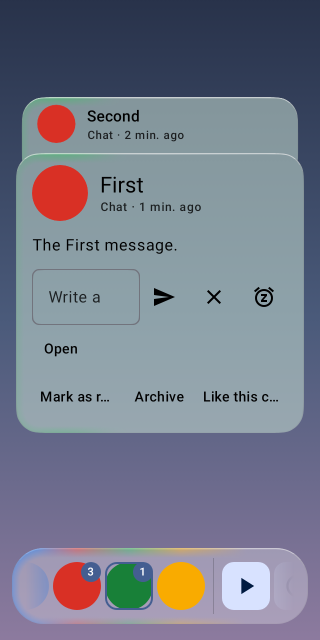 Second
Chat · 2 min. ago
First
Chat · 1 min. ago
The First message.
Write a
Open
Mark as r… Archive Like this c…
3 1